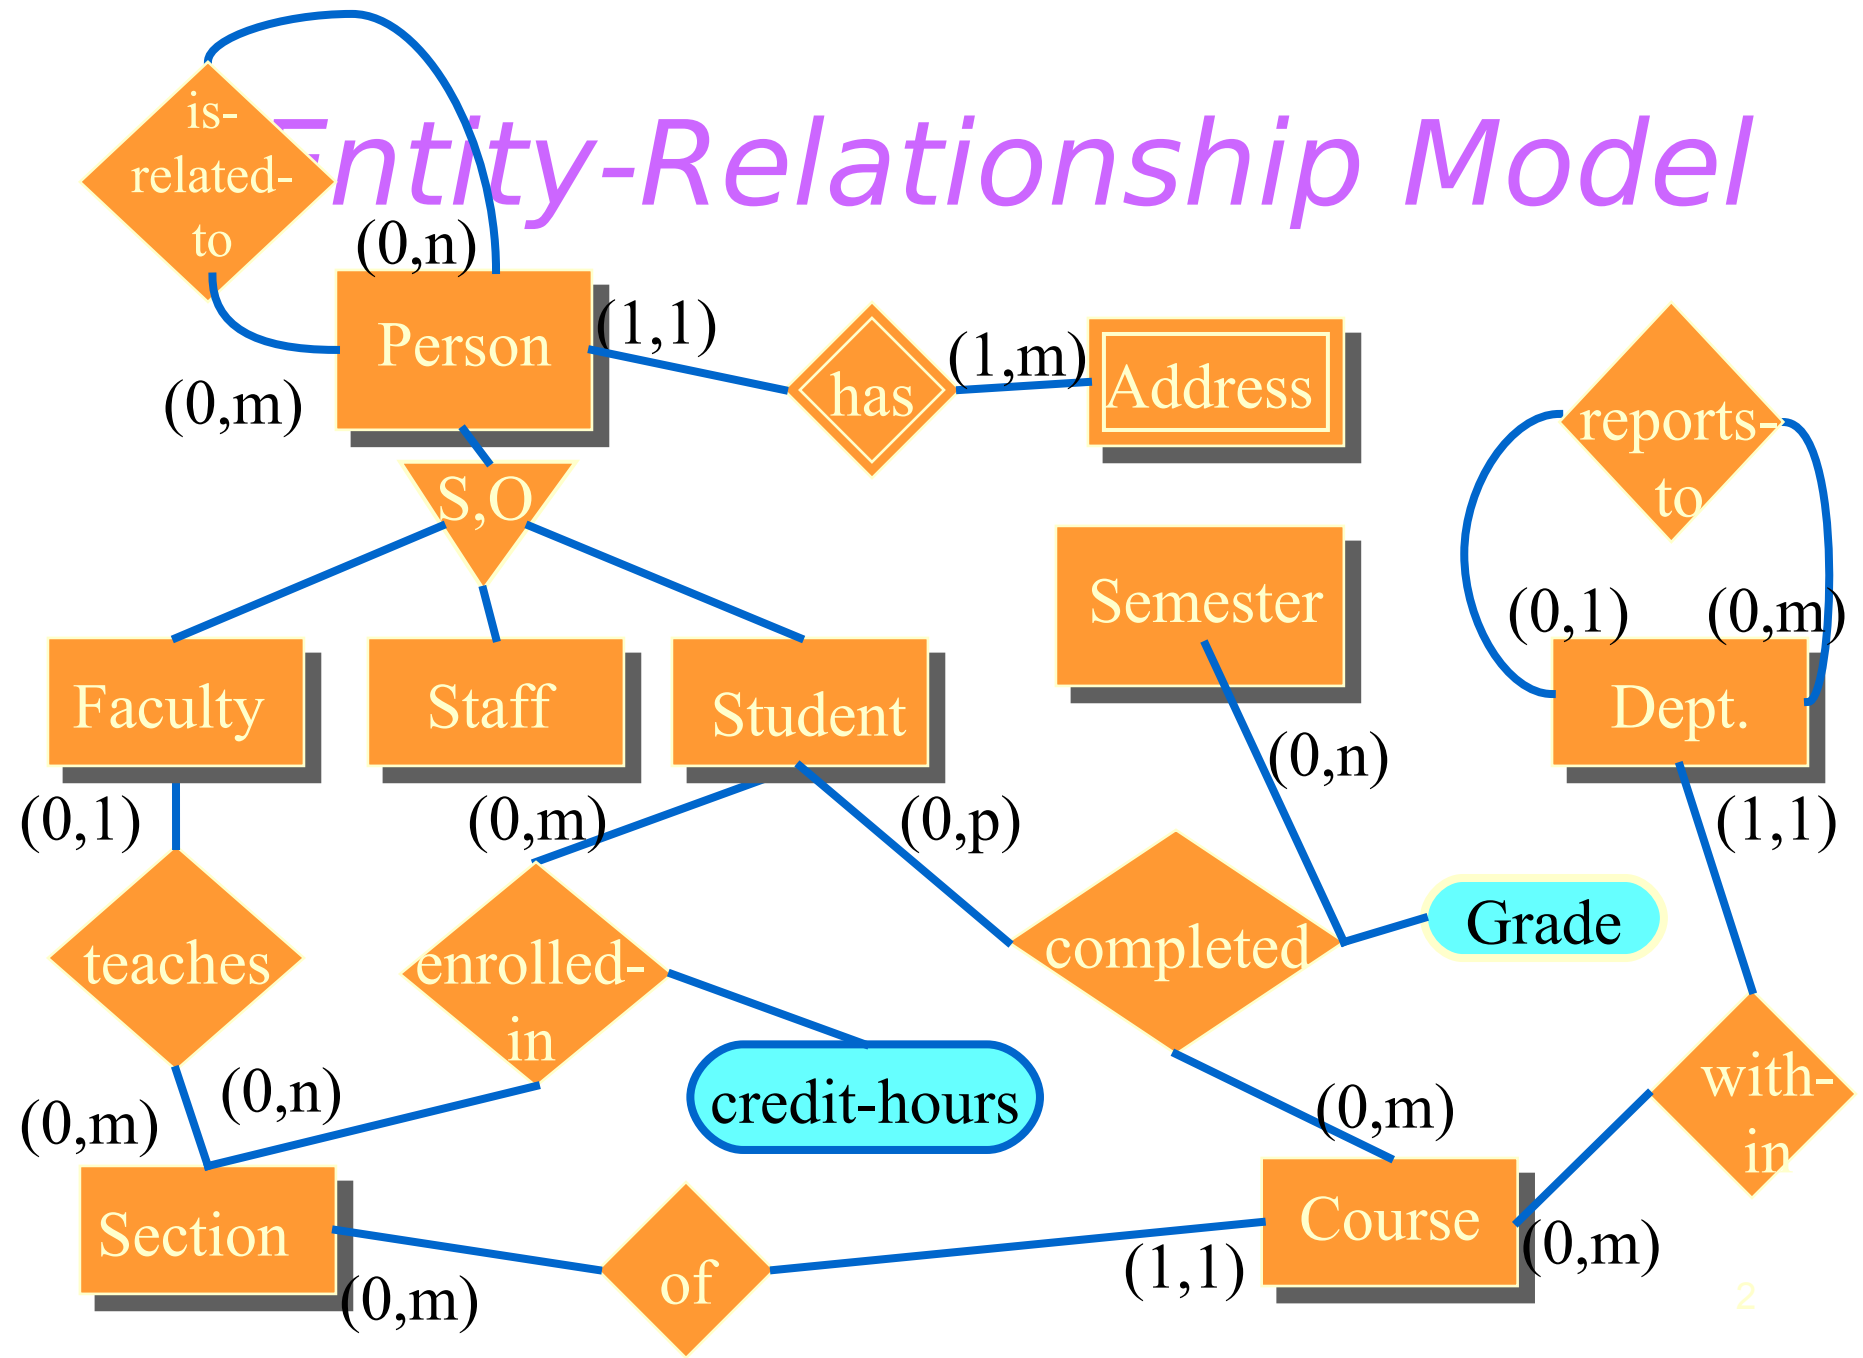 Entity-Relationship Model
is-
related-
to
(0,n)
Person
(1,1)
has
(1,m)
Address
(0,m)
reports-
to
S,O
Semester
(0,1)
(0,m)
Faculty
Staff
Student
Dept.
(0,n)
(0,1)
(0,m)
(0,p)
(1,1)
Grade
teaches
enrolled-
in
completed
(0,n)
(0,m)
credit-hours
(0,m)
with-
in
Section
(0,m)
of
(1,1)
Course
(0,m)
2